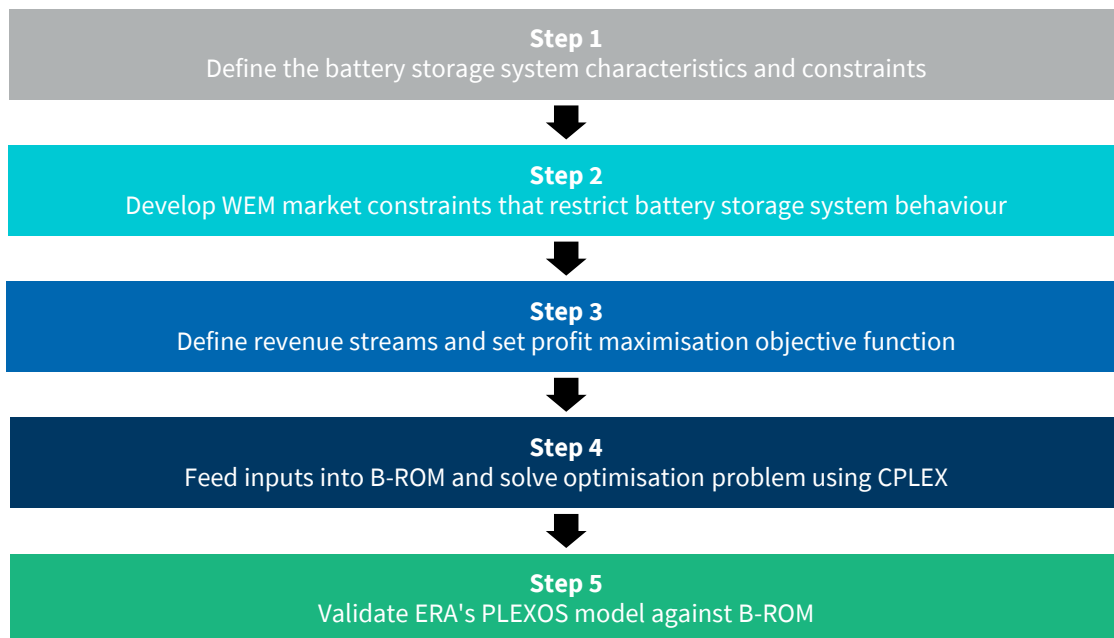 Step 1
Define the battery storage system characteristics and constraints
Step 2
Develop WEM market constraints that restrict battery storage system behaviour
Step 3
Define revenue streams and set profit maximisation objective function
Step 4
Feed inputs into B-ROM and solve optimisation problem using CPLEX
Step 5
Validate ERA's PLEXOS model against B-ROM